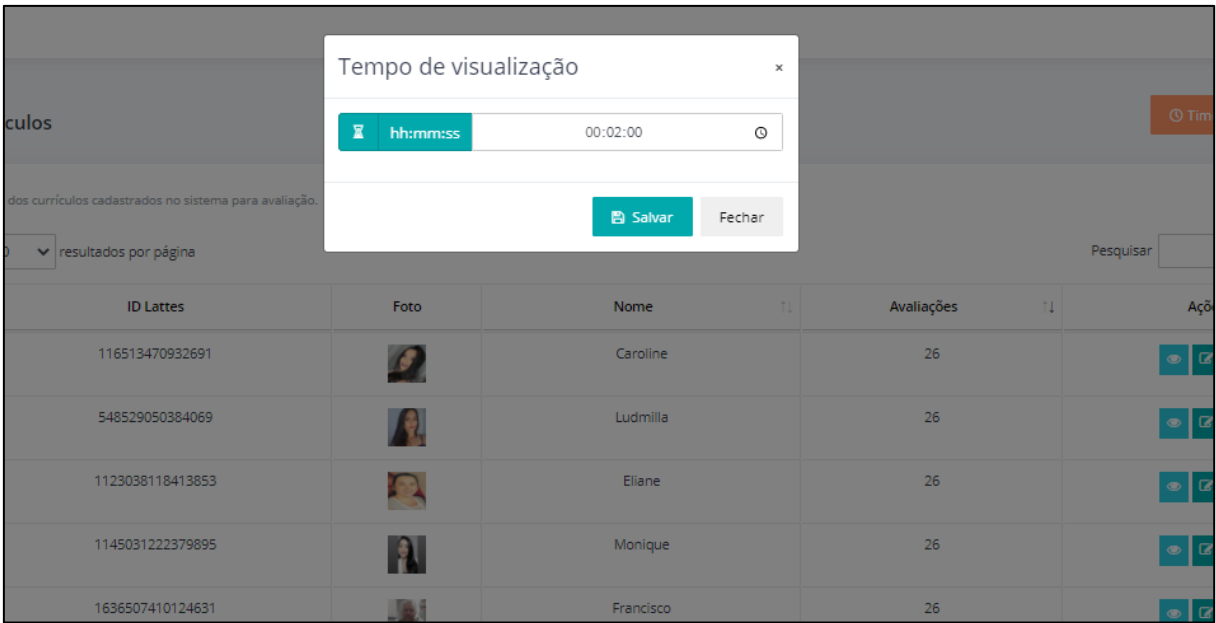 Tempo de visualização ×
hh:mm:ss 00:02:00
Salvar Fechar
culos
Tim
dos currículos cadastrados no sistema para avaliação.
resultados por página
Pesquisar
ID Lattes Foto Nome Avaliações Açõ
116513470932691 Caroline 26
548529050384069 Ludmilla 26
1123038118413853 Eliane 26
1145031222379895 Monique 26
1636507410124631 Francisco 26